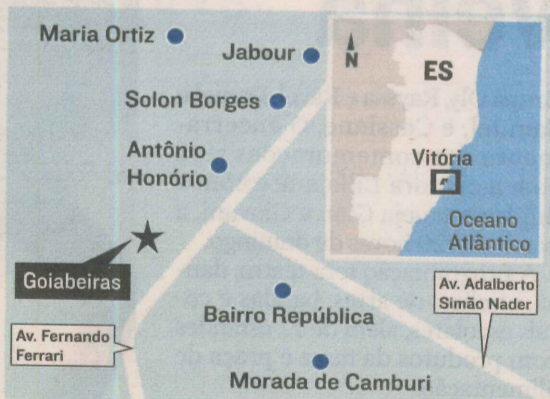 Maria Ortiz
Jabour
Solon Borges
Antônio
Honório
Goiabeiras
Av. Fernando
Ferrari
Bairro República
Morada de Camburi
Av. Adalberto
Simão Nader
N
ES
Vitória
Oceano
Atlântico